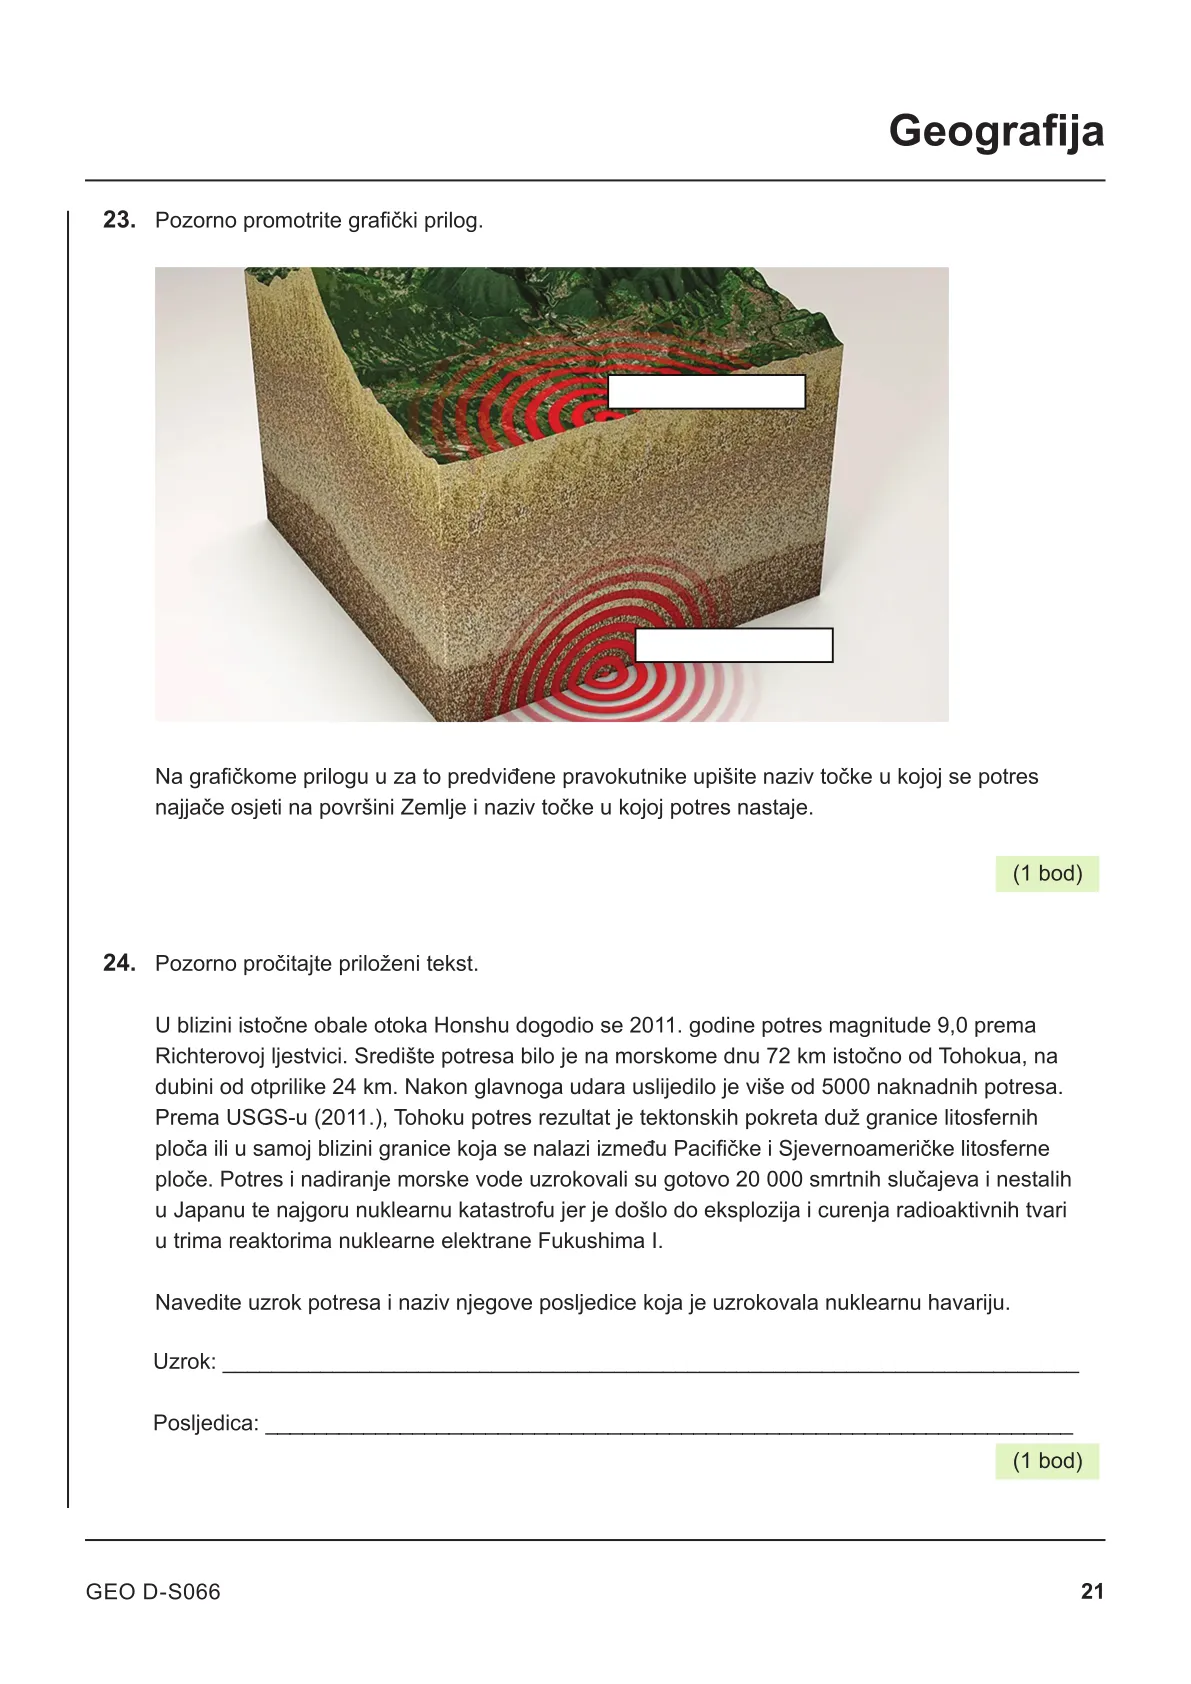 Geografija
23. Pozorno promotrite grafički prilog.
Na grafičkome prilogu u za to predviđene pravokutnike upišite naziv točke u kojoj se potres
najjače osjeti na površini Zemlje i naziv točke u kojoj potres nastaje.
(1 bod)
24. Pozorno pročitajte priloženi tekst.
U blizini istočne obale otoka Honshu dogodio se 2011. godine potres magnitude 9,0 prema
Richterovoj ljestvici. Središte potresa bilo je na morskome dnu 72 km istočno od Tohokua, na
dubini od otprilike 24 km. Nakon glavnoga udara uslijedilo je više od 5000 naknadnih potresa.
Prema USGS-u (2011.), Tohoku potres rezultat je tektonskih pokreta duž granice litosfernih
ploča ili u samoj blizini granice koja se nalazi između Pacifičke i Sjevernoameričke litosferne
ploče. Potres i nadiranje morske vode uzrokovali su gotovo 20 000 smrtnih slučajeva i nestalih
u Japanu te najgoru nuklearnu katastrofu jer je došlo do eksplozija i curenja radioaktivnih tvari
u trima reaktorima nuklearne elektrane Fukushima I.
Navedite uzrok potresa i naziv njegove posljedice koja je uzrokovala nuklearnu havariju.
Uzrok: ______________________________________________________________________
Posljedica: __________________________________________________________________
(1 bod)
GEO D-S066
21